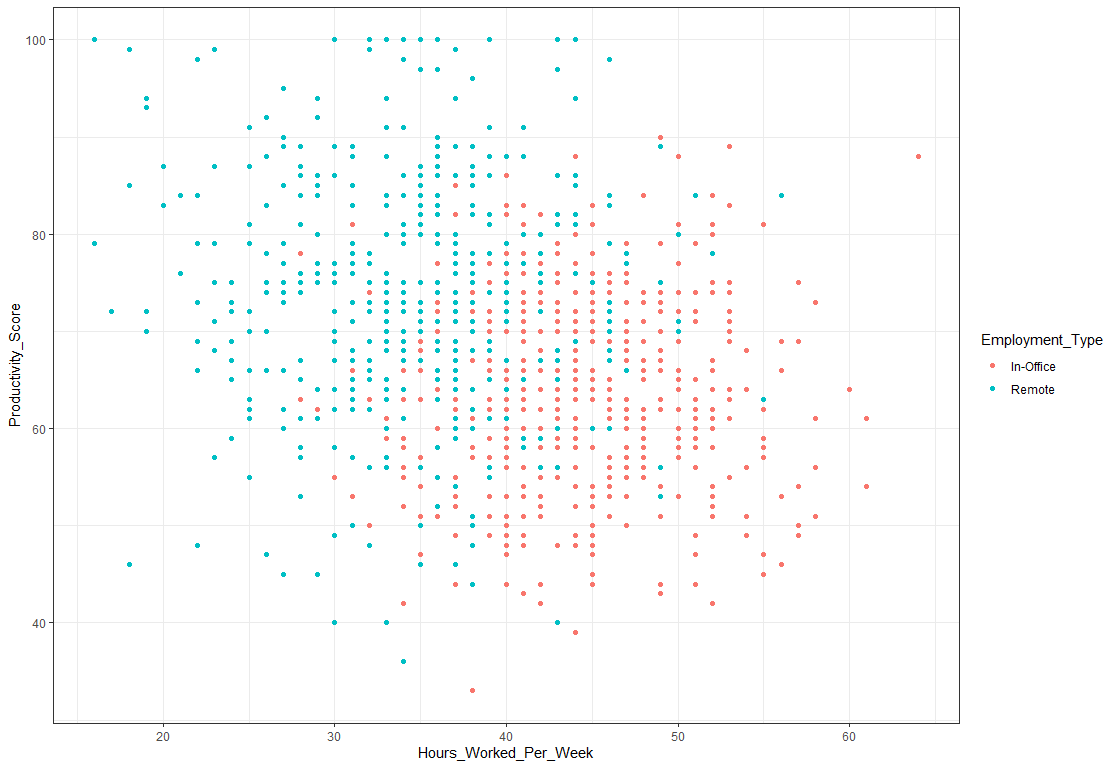 100
80
60
40
Productivity_Score
20
30
40
50
60
Hours_Worked_Per_Week
Employment_Type
In-Office
Remote